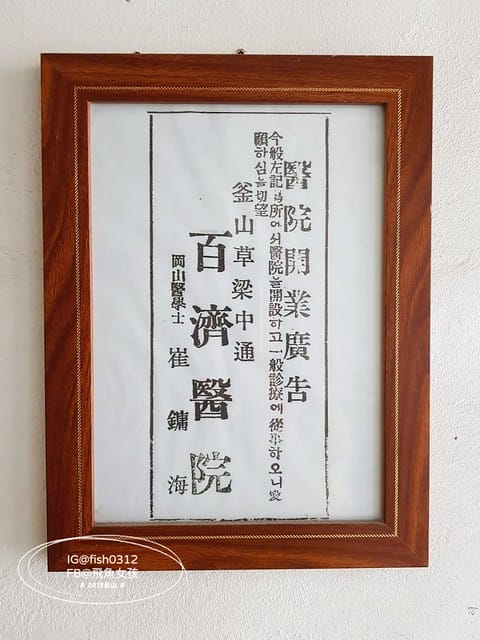 醫院開業廣告
今般左記場所어 서醫院을開設하고一般診療에從事하오니愛
顧하심을切望
釜山草梁中通
百濟醫院
岡山醫學士 崔鏞海
IG@fish0312
FB@飛魚女孩